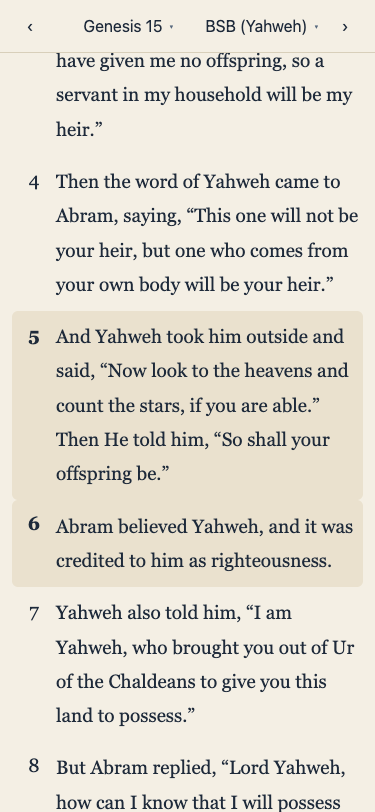 ‹ Genesis 15 ▾ BSB (Yahweh) ▾ ›
have given me no offspring, so a
servant in my household will be my
heir.”
4 Then the word of Yahweh came to
Abram, saying, “This one will not be
your heir, but one who comes from
your own body will be your heir.”
5 And Yahweh took him outside and
said, “Now look to the heavens and
count the stars, if you are able.”
Then He told him, “So shall your
offspring be.”
6 Abram believed Yahweh, and it was
credited to him as righteousness.
7 Yahweh also told him, “I am
Yahweh, who brought you out of Ur
of the Chaldeans to give you this
land to possess.”
8 But Abram replied, “Lord Yahweh,
how can I know that I will possess